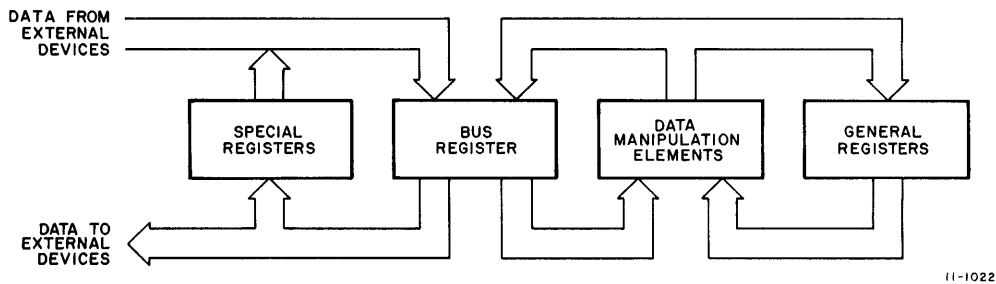 DATA FROM
EXTERNAL
DEVICES
SPECIAL
REGISTERS
BUS
REGISTER
DATA
MANIPULATION
ELEMENTS
GENERAL
REGISTERS
DATA TO
EXTERNAL
DEVICES
11-1022